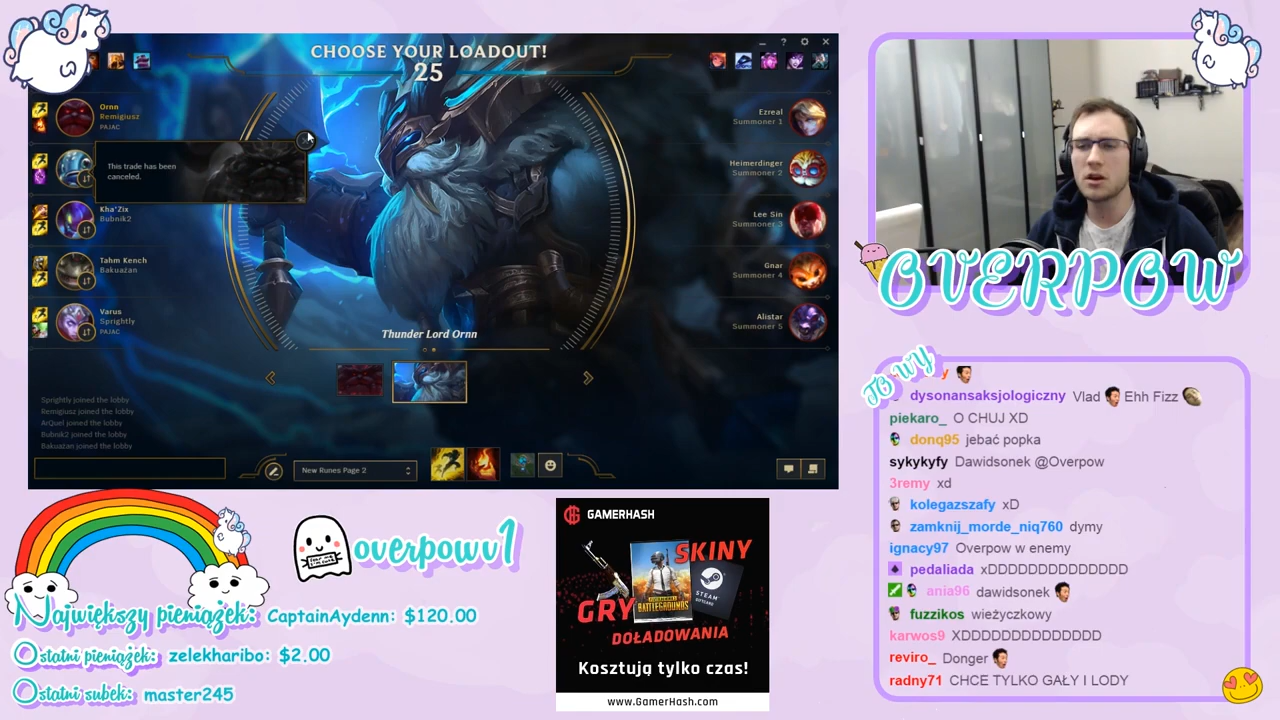 CHOOSE YOUR LOADOUT!
25
Ornn
Remigiusz
PAJAC
This trade has been
canceled.
Kha'Zix
Bubnik2
Tahm Kench
Bakuażan
Varus
Sprightly
PAJAC
Ezreal
Summoner 1
Heimerdinger
Summoner 2
Lee Sin
Summoner 3
Gnar
Summoner 4
Alistar
Summoner 5
Thunder Lord Ornn
Sprightly joined the lobby
Remigiusz joined the lobby
ArQuel joined the lobby
Bubnik2 joined the lobby
Bakuażan joined the lobby
New Runes Page 2
OVERPOW
TO WY
dysonansaksjologiczny Vlad Ehh Fizz
piekaro_ O CHUJ XD
donq95 jebać popka
sykykyfy Dawidsonek @Overpow
3remy xd
kolegazszafy xD
zamknij_morde_niq760 dymy
ignacy97 Overpow w enemy
pedaliada xDDDDDDDDDDDDDD
ania96 dawidsonek
fuzzikos wieżyczkowy
karwos9 XDDDDDDDDDDDDDD
reviro_ Donger
radny71 CHCE TYLKO GAŁY I LODY
overpowv1
Największy pieniążek: CaptainAydenn: $120.00
Ostatni pieniążek: zelekharibo: $2.00
Ostatni subek: master245
GAMERHASH
SKINY
BATTLEGROUNDS
STEAM
GRY
DOŁADOWANIA
Kosztują tylko czas!
www.GamerHash.com